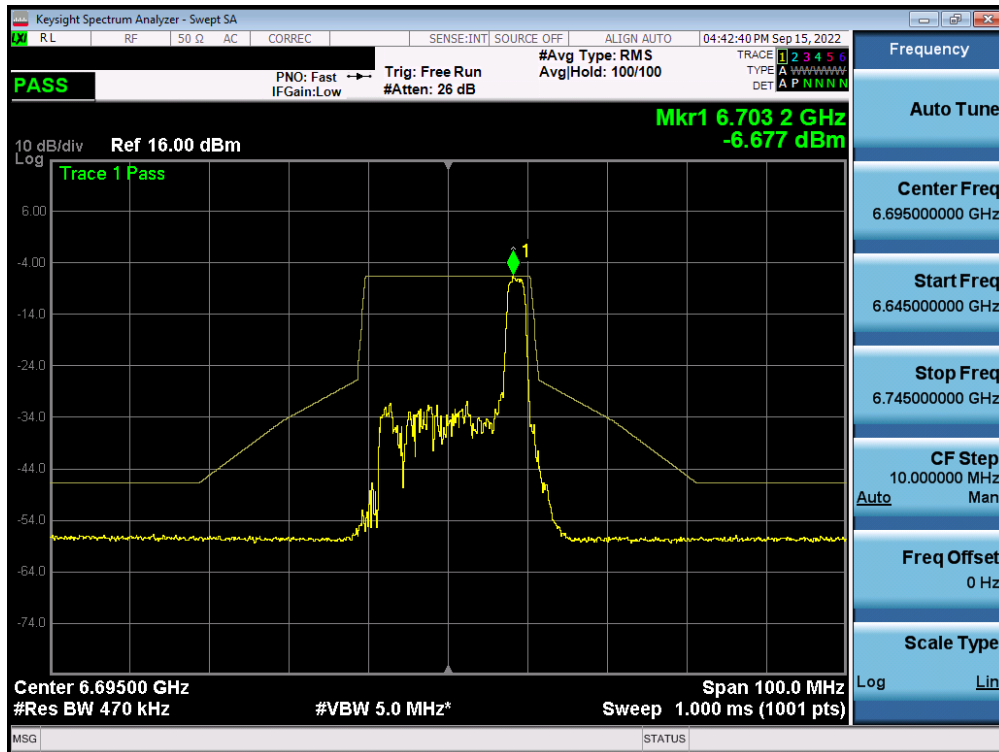 Keysight Spectrum Analyzer - Swept SA
LXI RL RF 50 Ω AC CORREC SENSE:INT SOURCE OFF ALIGN AUTO 04:42:40 PM Sep 15, 2022
PASS
PNO: Fast
IFGain:Low
Trig: Free Run
#Atten: 26 dB
#Avg Type: RMS
Avg|Hold: 100/100
TRACE 1 2 3 4 5 6
TYPE A WWWWW
DET A P N N N N
Mkr1 6.703 2 GHz
-6.677 dBm
10 dB/div Ref 16.00 dBm
Log
Trace 1 Pass
1
6.00
-4.00
-14.0
-24.0
-34.0
-44.0
-54.0
-64.0
-74.0
Center 6.69500 GHz Span 100.0 MHz
#Res BW 470 kHz #VBW 5.0 MHz* Sweep 1.000 ms (1001 pts)
MSG STATUS
Frequency
Auto Tune
Center Freq
6.695000000 GHz
Start Freq
6.645000000 GHz
Stop Freq
6.745000000 GHz
CF Step
10.000000 MHz
Auto Man
Freq Offset
0 Hz
Scale Type
Log Lin